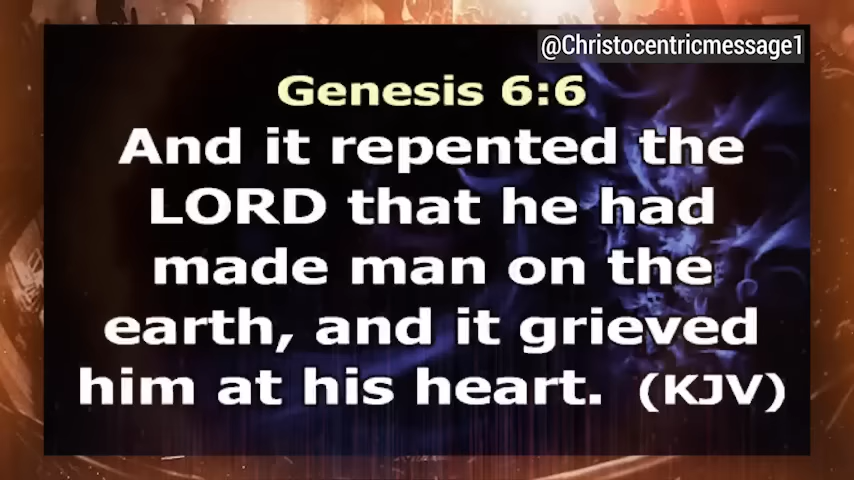 @Christocentricmessage1
Genesis 6:6
And it repented the
LORD that he had
made man on the
earth, and it grieved
him at his heart. (KJV)